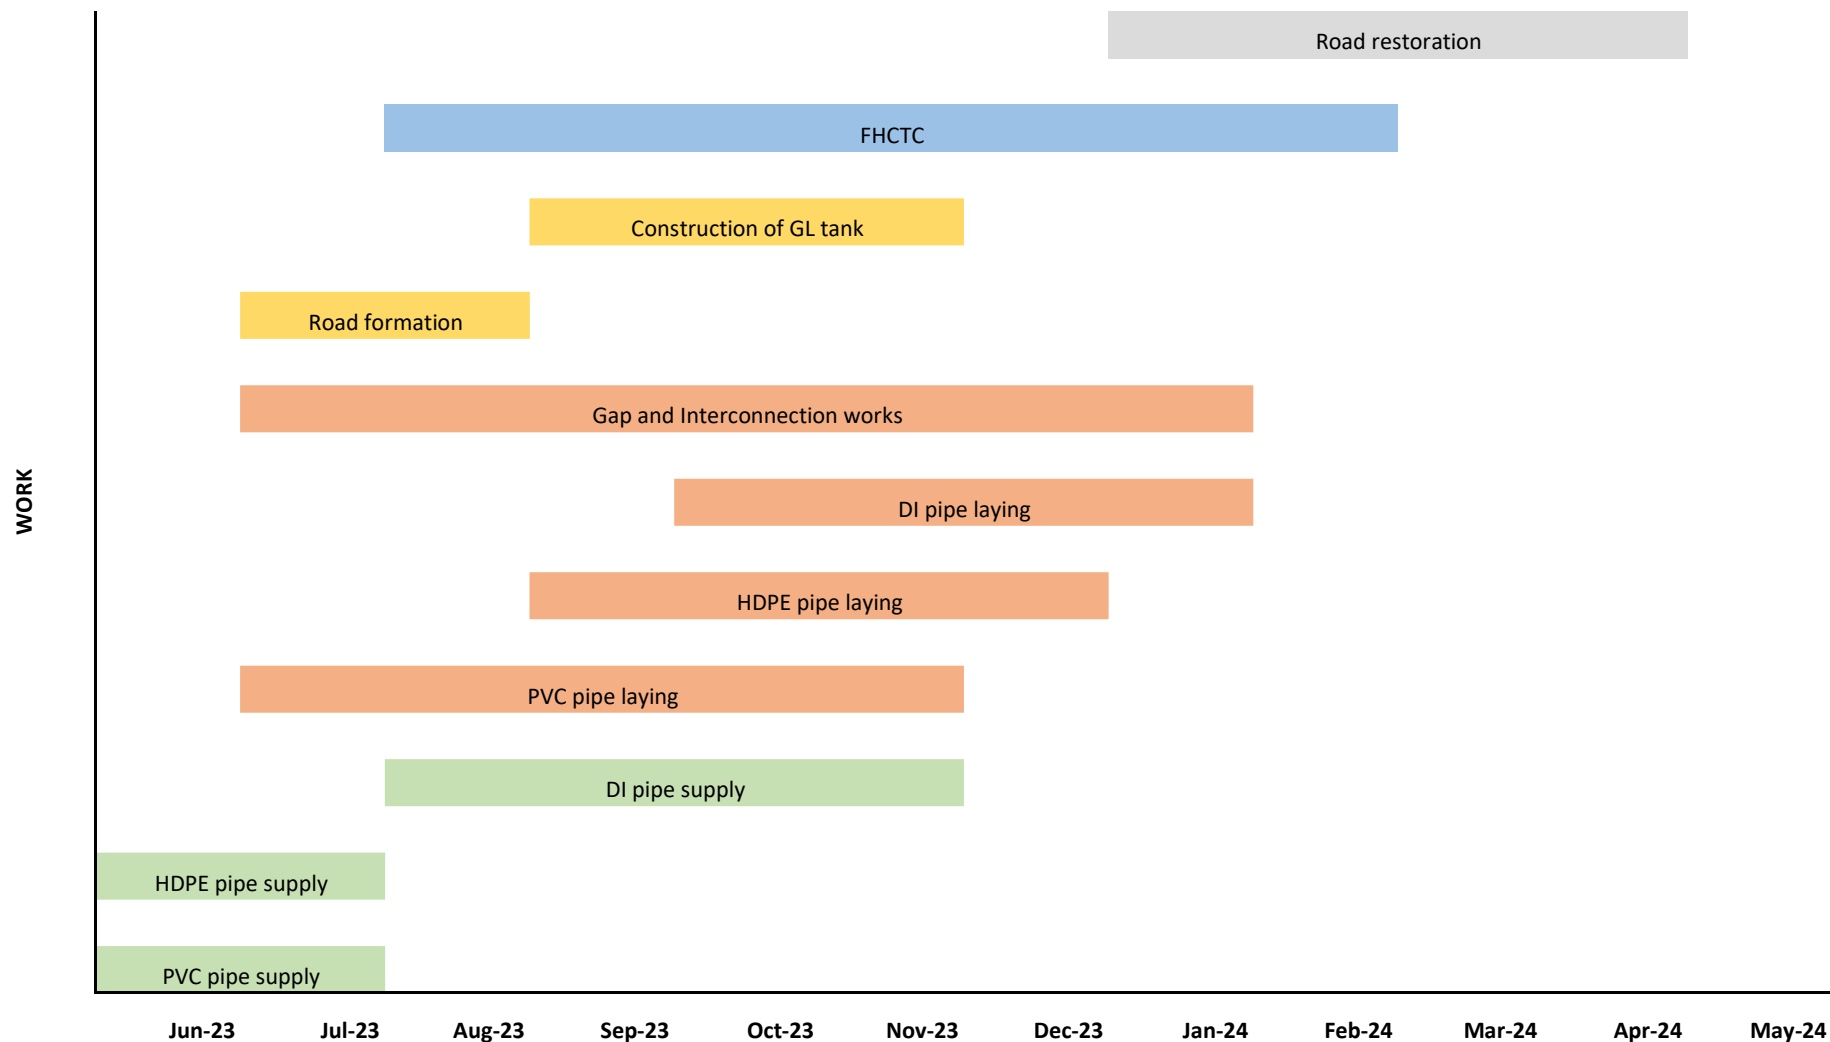 Road restoration
FHCTC
Construction of GL tank
Road formation
Gap and Interconnection works
WORK
DI pipe laying
HDPE pipe laying
PVC pipe laying
DI pipe supply
HDPE pipe supply
PVC pipe supply
Jun-23 Jul-23 Aug-23 Sep-23 Oct-23 Nov-23 Dec-23 Jan-24 Feb-24 Mar-24 Apr-24 May-24